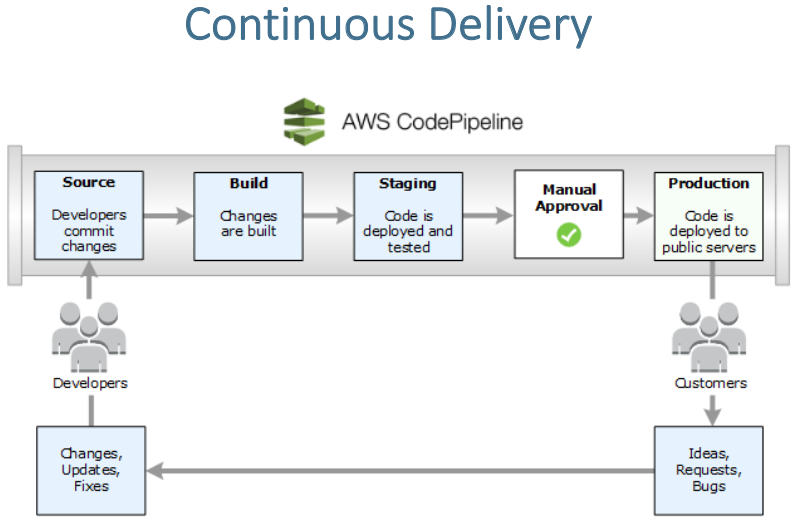 Continuous Delivery
AWS CodePipeline
Source
Developers
commit
changes
Build
Changes
are built
Staging
Code is
deployed and
tested
Manual
Approval
Production
Code is
deployed to
public servers
Developers
Customers
Changes,
Updates,
Fixes
Ideas,
Requests,
Bugs